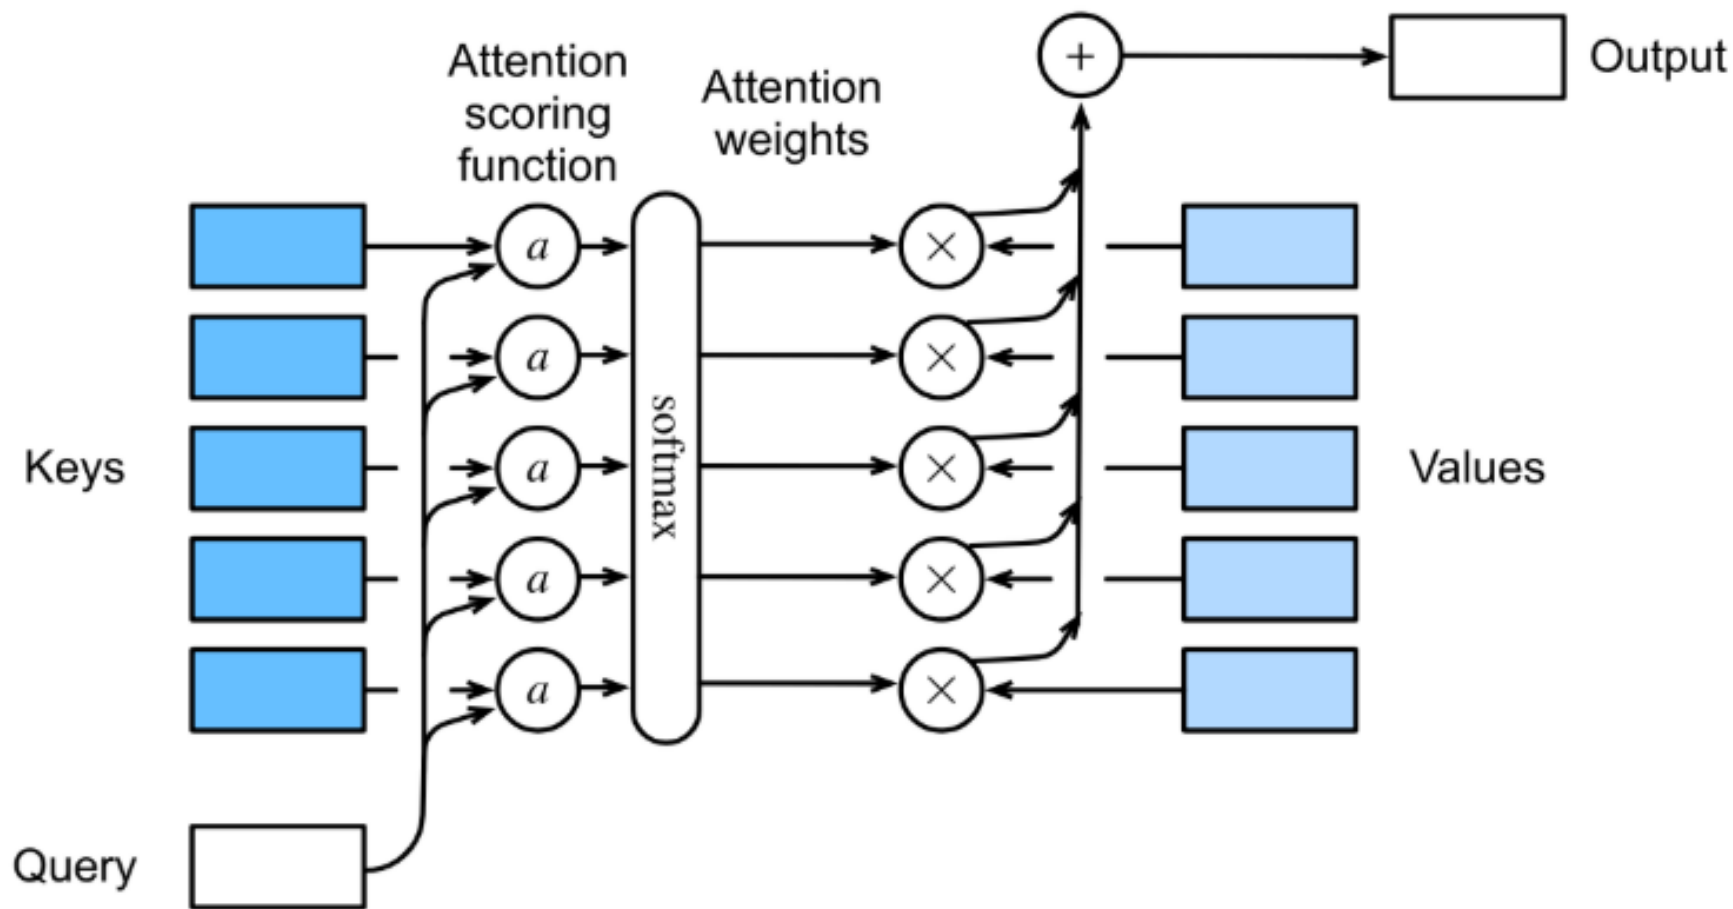 Attention
scoring
function
Attention
weights
+
Output
a
×
a
×
Keys
a
softmax
×
Values
a
×
a
×
Query